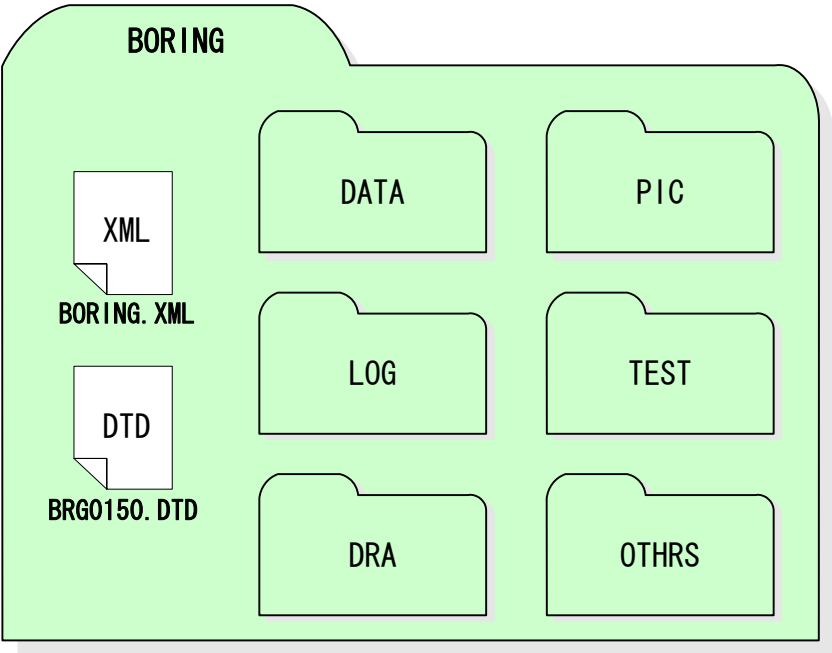 BORING
XML
BORING.XML
DTD
BRG0150.DTD
DATA
PIC
LOG
TEST
DRA
OTHRS